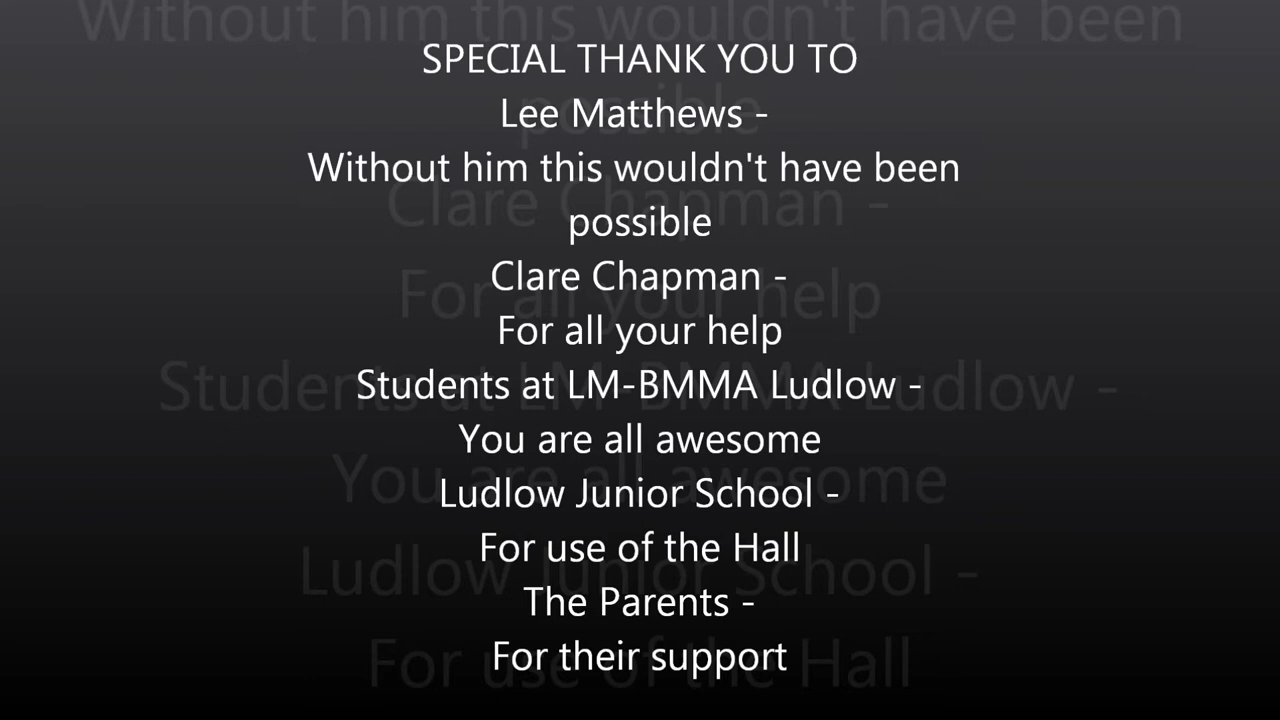 SPECIAL THANK YOU TO
Lee Matthews -
Without him this wouldn't have been
possible
Clare Chapman -
For all your help
Students at LM-BMMA Ludlow -
You are all awesome
Ludlow Junior School -
For use of the Hall
The Parents -
For their support